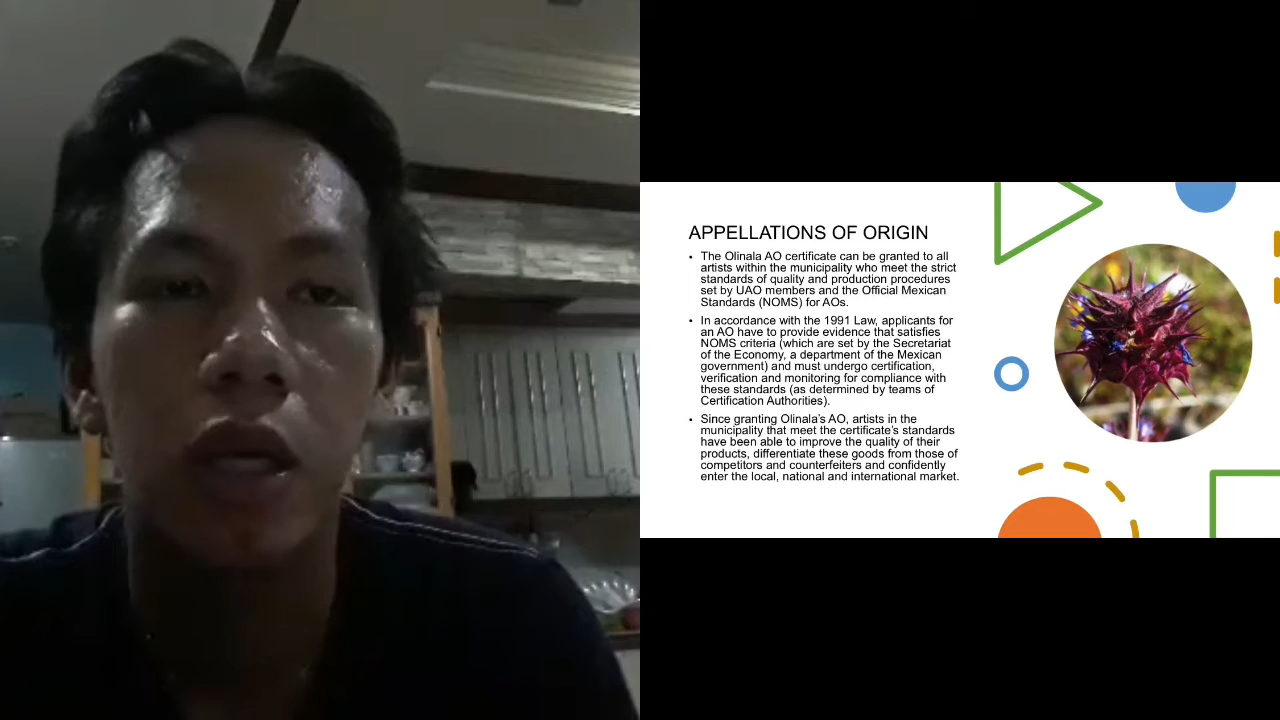 APPELLATIONS OF ORIGIN
• The Olinala AO certificate can be granted to all
artists within the municipality who meet the strict
standards of quality and production procedures
set by UAO members and the Official Mexican
Standards (NOMS) for AOs.
• In accordance with the 1991 Law, applicants for
an AO have to provide evidence that satisfies
NOMS criteria (which are set by the Secretariat
of the Economy, a department of the Mexican
government) and must undergo certification,
verification and monitoring for compliance with
these standards (as determined by teams of
Certification Authorities).
• Since granting Olinala's AO, artists in the
municipality that meet the certificate's standards
have been able to improve the quality of their
products, differentiate these goods from those of
competitors and counterfeiters and confidently
enter the local, national and international market.